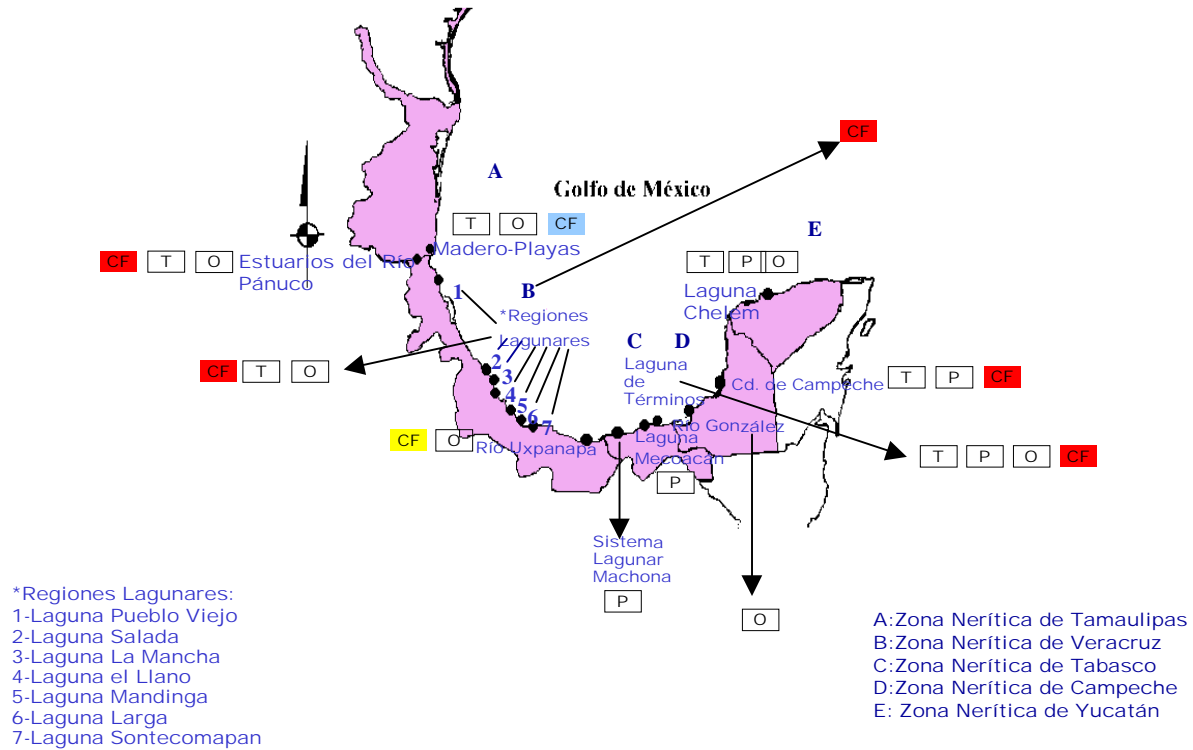 CF
A
Golfo de México
T O CF
E
Madero-Playas
CF T O
Estuarios del Río
Pánuco
T P O
Laguna
Chelem
1
B
*Regiones
Lagunares
C
D
Laguna
de
Términos
CF T O
2
3
4
5
6
7
Cd. de Campeche
T P CF
CF O
Río Uxpanapa
Río González
Laguna
Mecoacán
P
T P O CF
Sistema
Lagunar
Machona
P
O
*Regiones Lagunares:
1-Laguna Pueblo Viejo
2-Laguna Salada
3-Laguna La Mancha
4-Laguna el Llano
5-Laguna Mandinga
6-Laguna Larga
7-Laguna Sontecomapan
A:Zona Nerítica de Tamaulipas
B:Zona Nerítica de Veracruz
C:Zona Nerítica de Tabasco
D:Zona Nerítica de Campeche
E: Zona Nerítica de Yucatán